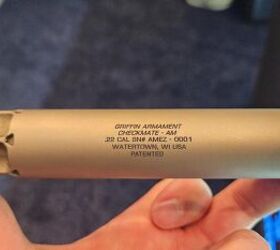 GRIFFIN ARMAMENT
CHECKMATE - AM
.22 CAL SN# AMEZ - 0001
WATERTOWN, WI USA
PATENTED